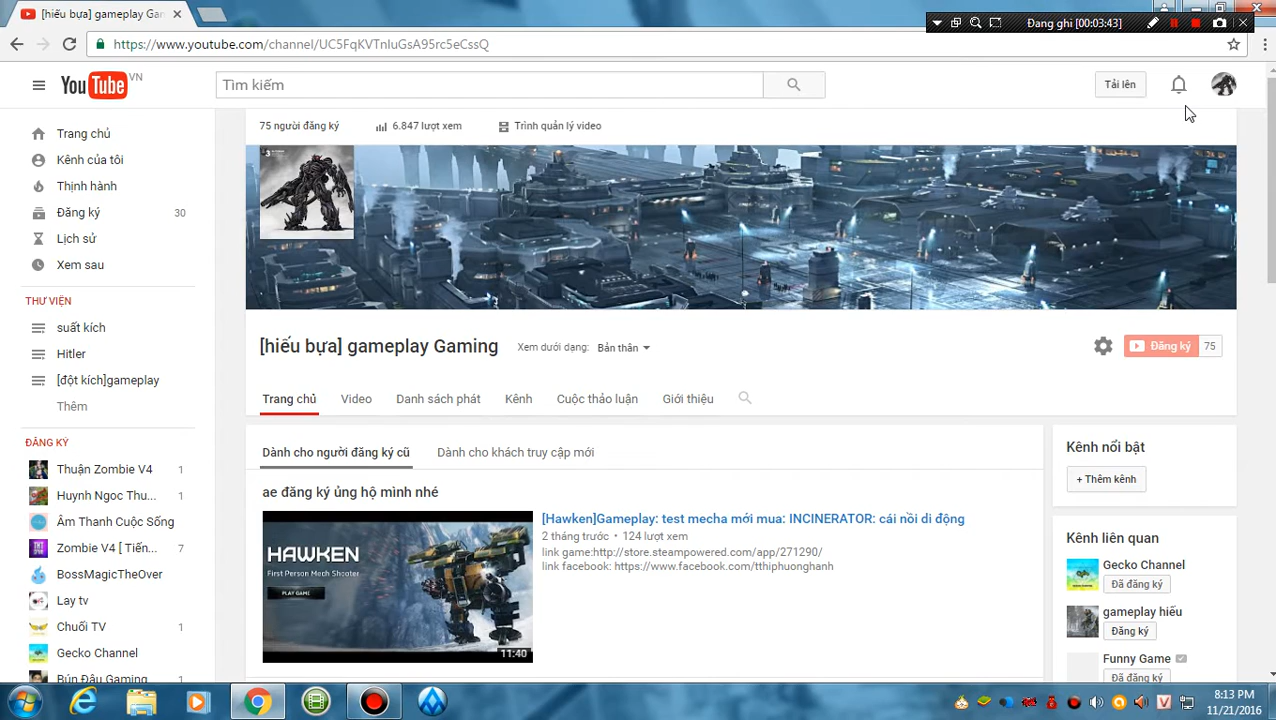 [hiếu bựa] gameplay Gam
Đang ghi [00:03:43]
https://www.youtube.com/channel/UC5FqKVTnIuGsA95rc5eCssQ
YouTube VN
Tìm kiếm
Tải lên
75 người đăng ký
6.847 lượt xem
Trình quản lý video
Trang chủ
Kênh của tôi
Thịnh hành
Đăng ký 30
Lịch sử
Xem sau
THƯ VIỆN
suất kích
Hitler
[đột kích]gameplay
Thêm
ĐĂNG KÝ
Thuận Zombie V4 1
Huynh Ngoc Thu... 1
Âm Thanh Cuộc Sống
Zombie V4 [ Tiến... 7
BossMagicTheOver
Lay tv
Chuối TV 1
Gecko Channel
Bún Đậu Gaming
[hiếu bựa] gameplay Gaming
Xem dưới dạng: Bản thân
Đăng ký 75
Trang chủ
Video
Danh sách phát
Kênh
Cuộc thảo luận
Giới thiệu
Dành cho người đăng ký cũ
Dành cho khách truy cập mới
ae đăng ký ủng hộ mình nhé
HAWKEN
First Person Mech Shooter
PLAY GAME
11:40
[Hawken]Gameplay: test mecha mới mua: INCINERATOR: cái nồi di động
2 tháng trước • 124 lượt xem
link game:http://store.steampowered.com/app/271290/
link facebook: https://www.facebook.com/tthiphuonghanh
Kênh nổi bật
+ Thêm kênh
Kênh liên quan
Gecko Channel
Đã đăng ký
gameplay hiếu
Đăng ký
Funny Game
Đã đăng ký
8:13 PM
11/21/2016